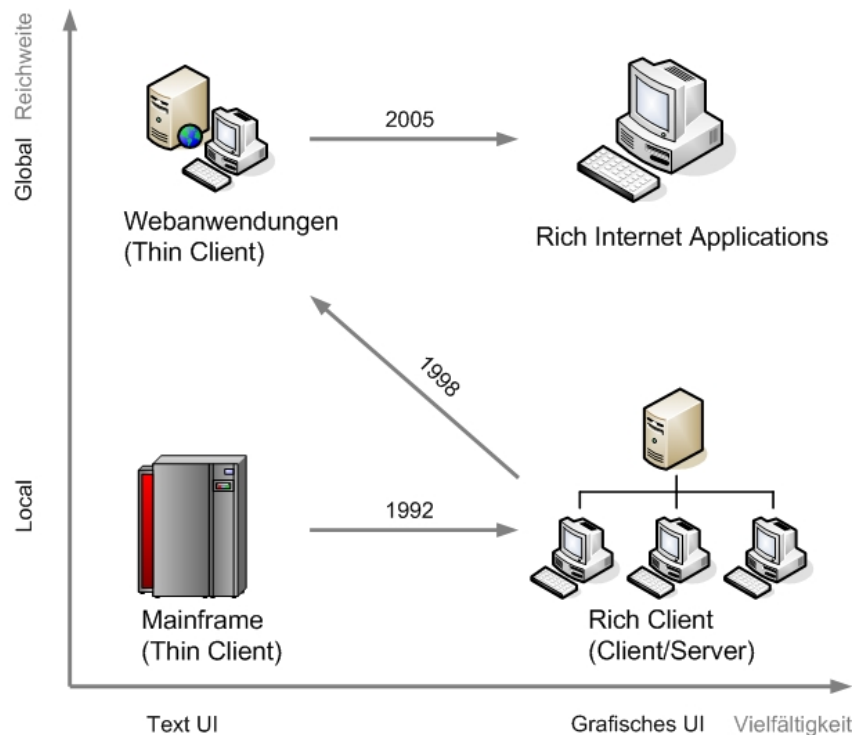 Global Reichweite
2005
Webanwendungen
(Thin Client)
Rich Internet Applications
1998
Local
1992
Mainframe
(Thin Client)
Rich Client
(Client/Server)
Text UI
Grafisches UI Vielfältigkeit